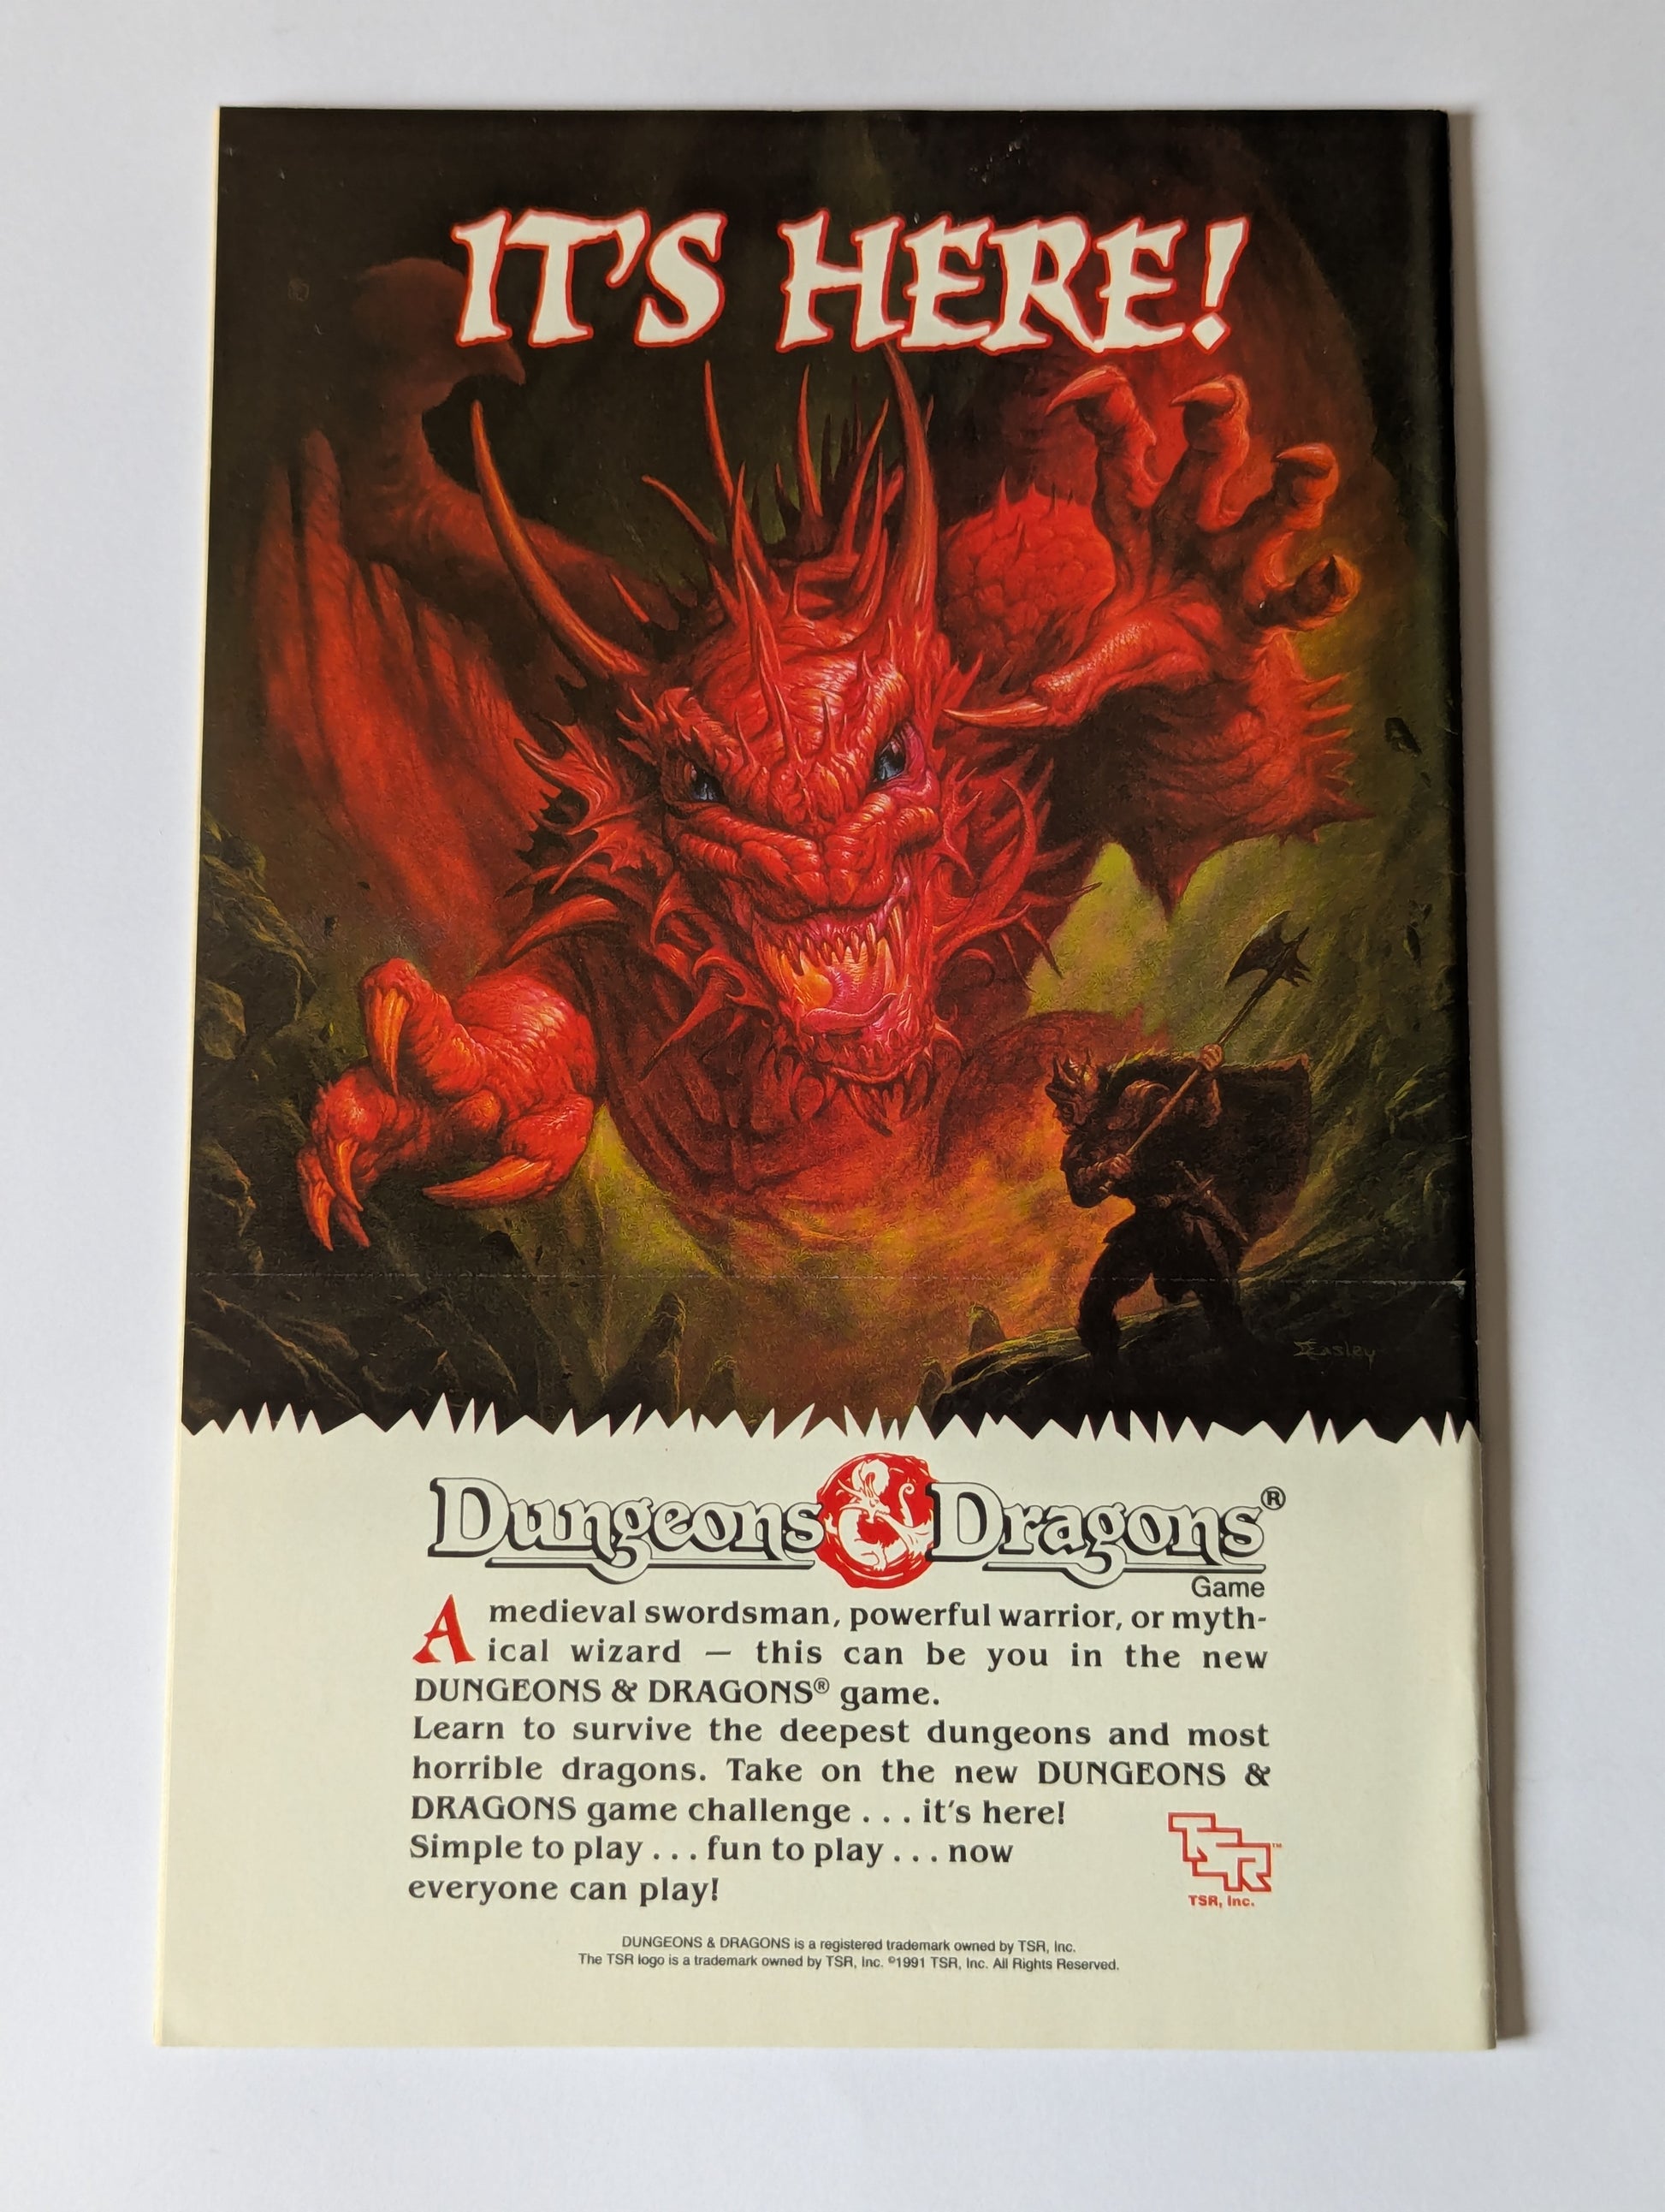 IT'S HERE!
Easley
Dungeons & Dragons®
Game
A medieval swordsman, powerful warrior, or myth-
ical wizard — this can be you in the new
DUNGEONS & DRAGONS® game.
Learn to survive the deepest dungeons and most
horrible dragons. Take on the new DUNGEONS &
DRAGONS game challenge . . . it's here!
Simple to play . . . fun to play . . . now
everyone can play!
TSR™
TSR, Inc.
DUNGEONS & DRAGONS is a registered trademark owned by TSR, Inc.
The TSR logo is a trademark owned by TSR, Inc. ©1991 TSR, Inc. All Rights Reserved.